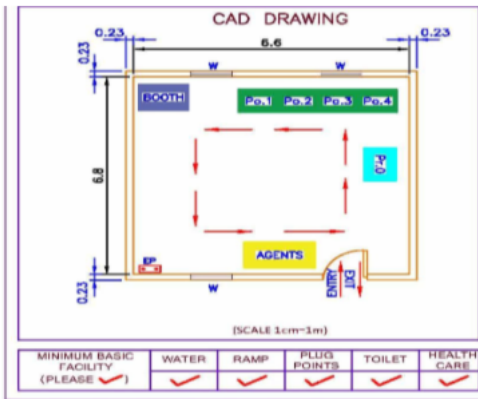 CAD DRAWING
0.23 6.6 0.23
0.23
W W
BOOTH Po.1 Po.2 Po.3 Po.4
6.8
Pr.O
AGENTS
EP
0.23
W
ENTRY EXIT
(SCALE 1cm-1m)
MINIMUM BASIC FACILITY (PLEASE ✓) WATER RAMP PLUG POINTS TOILET HEALTH CARE
✓ ✓ ✓ ✓ ✓